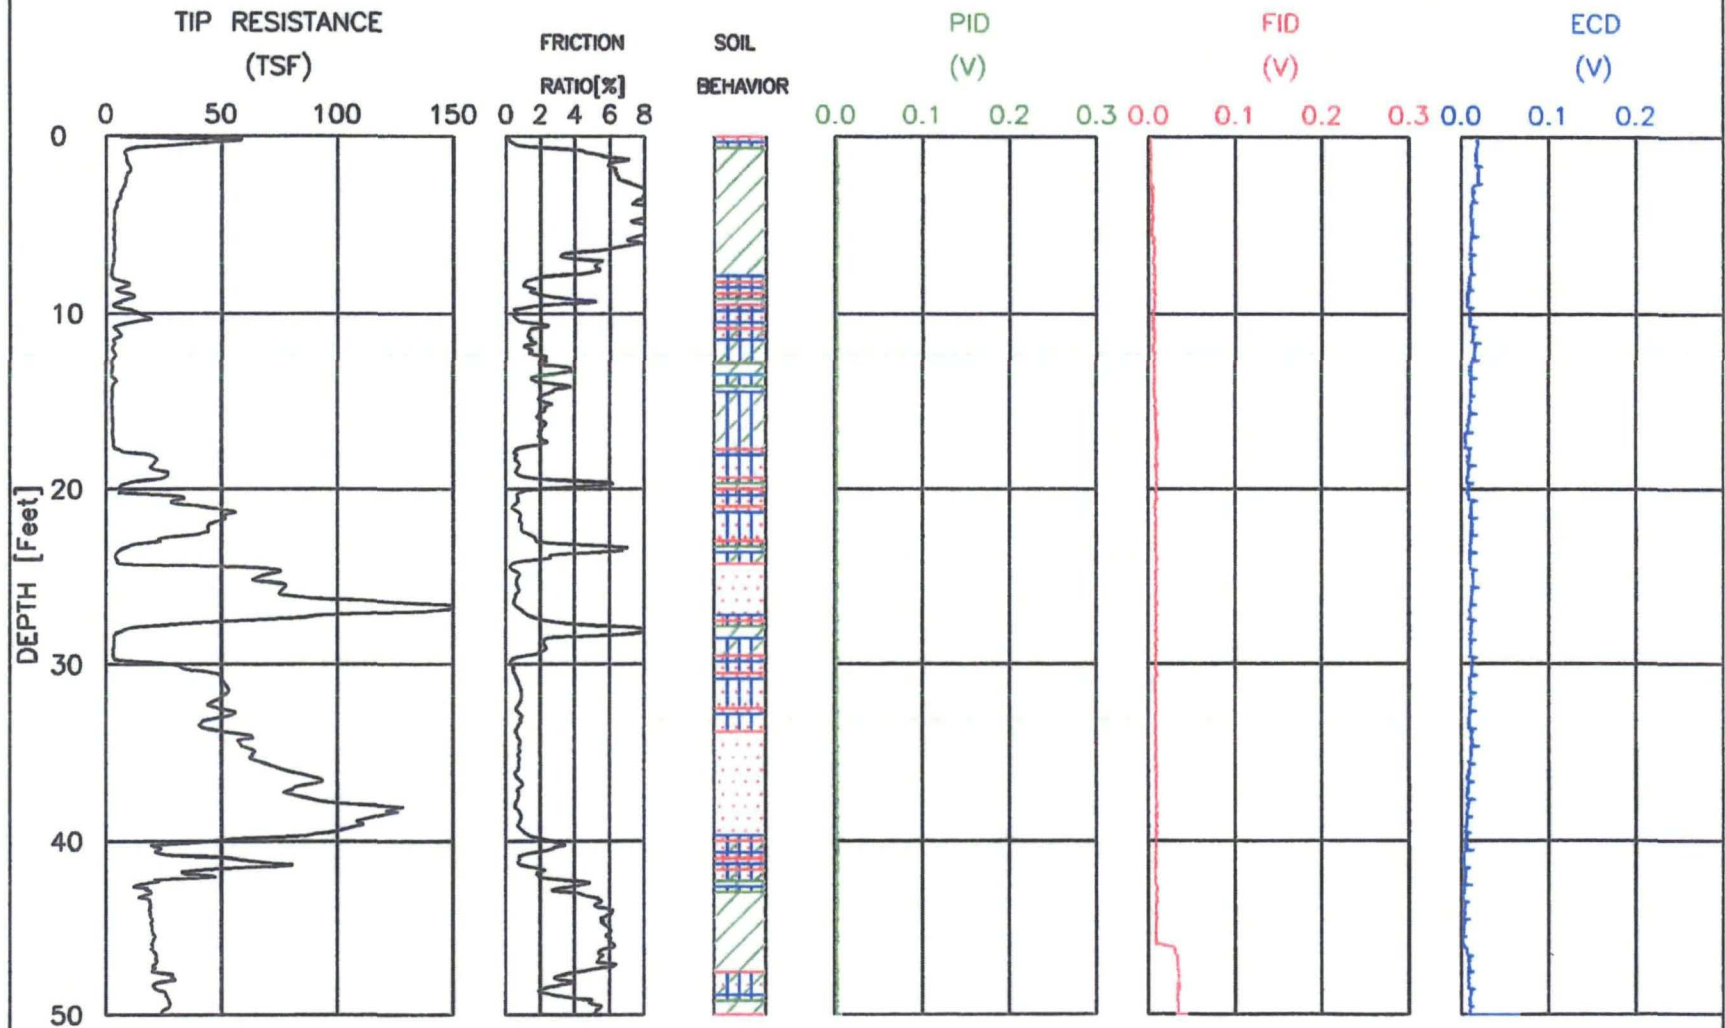 TIP RESISTANCE
(TSF)
0 50 100 150
FRICTION
RATIO[%]
0 2 4 6 8
SOIL
BEHAVIOR
PID
(V)
0.0 0.1 0.2 0.3
FID
(V)
0.0 0.1 0.2 0.3
ECD
(V)
0.0 0.1 0.2
DEPTH [Feet]
0
10
20
30
40
50